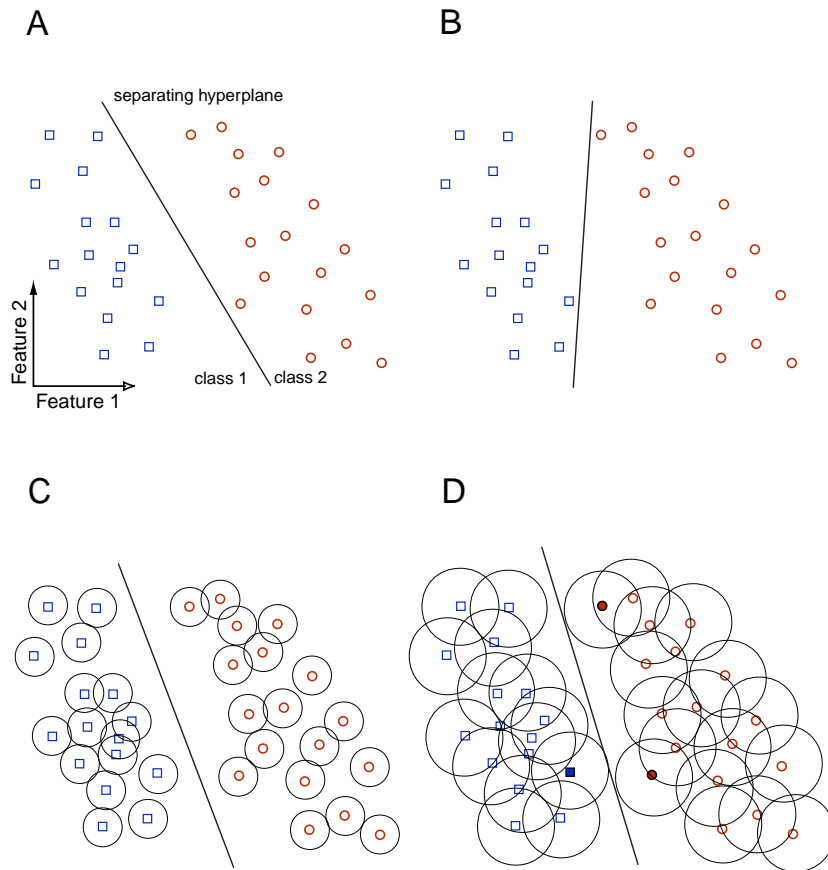 A
B
separating hyperplane
Feature 2
class 1
class 2
Feature 1
C
D